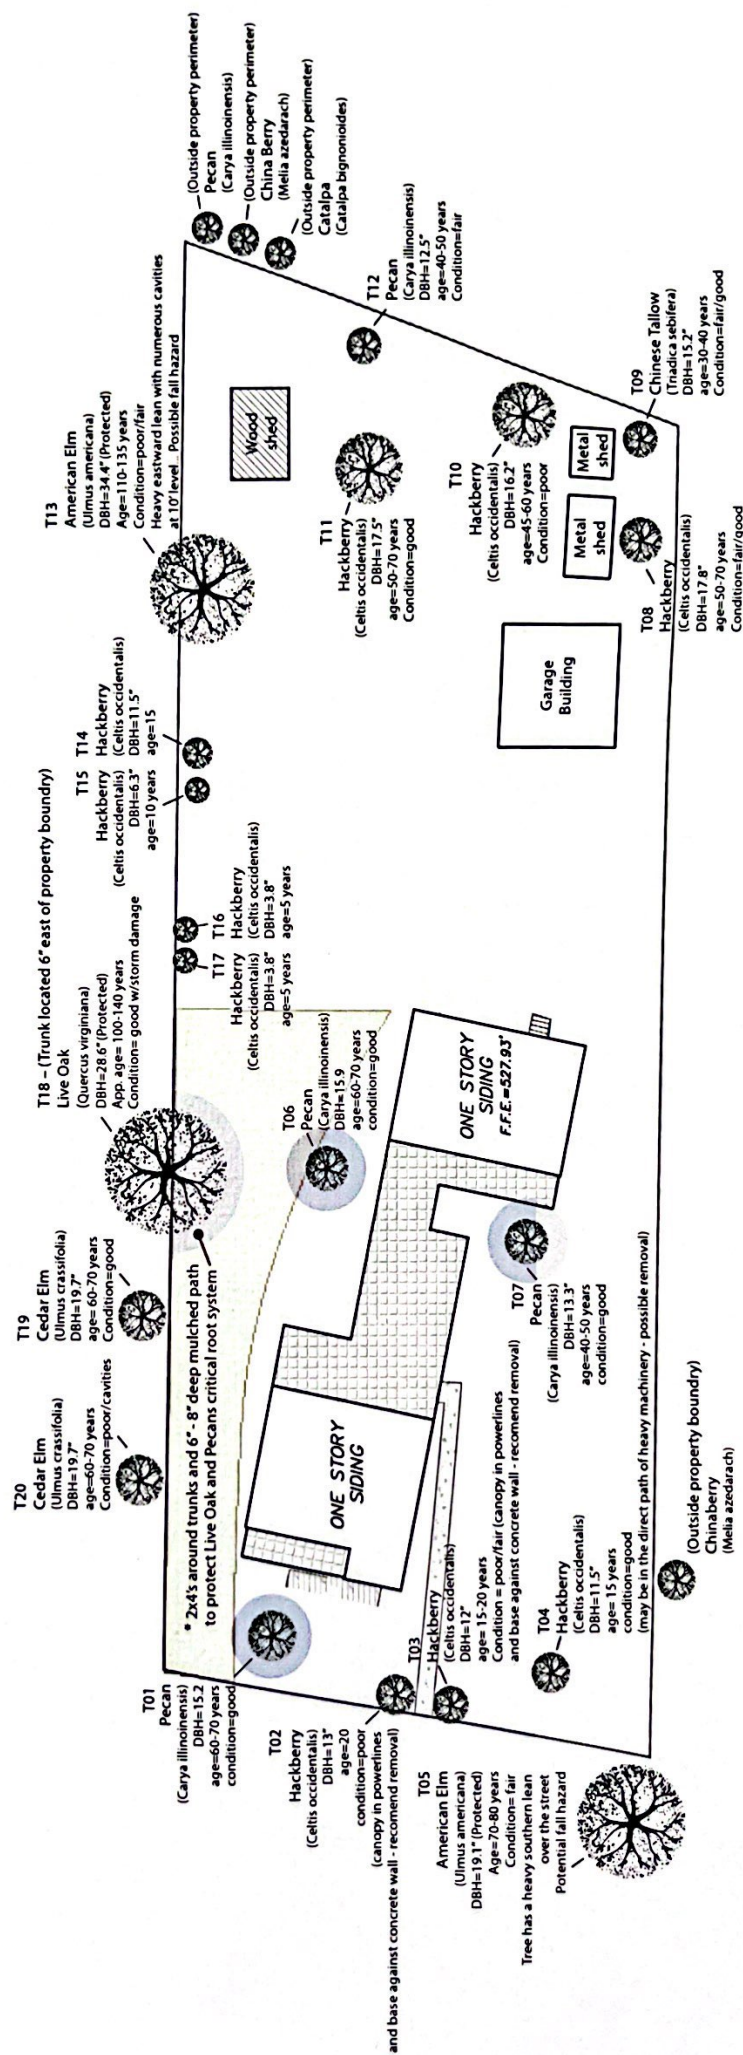 T01
Pecan
(Carya illinoinensis)
DBH=15.2
age=60-70 years
condition=good
T02
Hackberry
(Celtis occidentalis)
DBH=13"
age=20
condition=poor
(canopy in powerlines
and base against concrete wall - recomend removal)
T03
Hackberry
(Celtis occidentalis)
DBH=12"
age= 15-20 years
Condition = poor/fair (canopy in powerlines
and base against concrete wall - recomend removal)
T04
Hackberry
(Celtis occidentalis)
DBH=11.5"
age= 15 years
condition=good
(may be in the direct path of heavy machinery - possible removal)
T05
American Elm
(Ulmus americana)
DBH=19.1" (Protected)
Age=70-80 years
Condition= fair
Tree has a heavy southern lean
over the street
Potential fall hazard
(Outside property boundry)
Chinaberry
(Melia azedarach)
T20
Cedar Elm
(Ulmus crassifolia)
DBH=19.7"
age=60-70 years
Condition=poor/cavities
T19
Cedar Elm
(Ulmus crassifolia)
DBH=19.7"
age= 60-70 years
Condition=good
* 2x4's around trunks and 6" - 8" deep mulched path
to protect Live Oak and Pecans critical root system
ONE STORY
SIDING
T18 – (Trunk located 6" east of property boundry)
Live Oak
(Quercus virginiana)
DBH=28.6" (Protected)
App. age= 100-140 years
Condition= good w/storm damage
T06
Pecan
(Carya illinoinensis)
DBH=15.9
age=60-70 years
condition=good
ONE STORY
SIDING
F.F.E.=527.93'
T07
Pecan
(Carya illinoinensis)
DBH=13.3"
age=40-50 years
condition=good
T17
Hackberry
(Celtis occidentalis)
DBH=3.8"
age=5 years
T16
Hackberry
(Celtis occidentalis)
DBH=3.8"
age=5 years
T15
Hackberry
(Celtis occidentalis)
DBH=6.3"
age=10 years
T14
Hackberry
(Celtis occidentalis)
DBH=11.5"
age=15
T13
American Elm
(Ulmus americana)
DBH=34.4" (Protected)
Age=110-135 years
Condition=poor/fair
Heavy eastward lean with numerous cavities
at 10' level... Possible fall hazard
Garage
Building
T11
Hackberry
(Celtis occidentalis)
DBH=17.5"
age=50-70 years
Condition=good
Wood
shed
T10
Hackberry
(Celtis occidentalis)
DBH=16.2"
age=45-60 years
Condition=poor
Metal
shed
Metal
shed
T08
Hackberry
(Celtis occidentalis)
DBH=17.8"
age=50-70 years
Condition=fair/good
T09
Chinese Tallow
(Triadica sebifera)
DBH=15.2"
age=30-40 years
Condition=fair/good
T12
Pecan
(Carya illinoinensis)
DBH=12.5"
age=40-50 years
Condition=fair
(Outside property perimeter)
Pecan
(Carya illinoinensis)
(Outside property perimeter)
China Berry
(Melia azedarach)
(Outside property perimeter)
Catalpa
(Catalpa bignonioides)